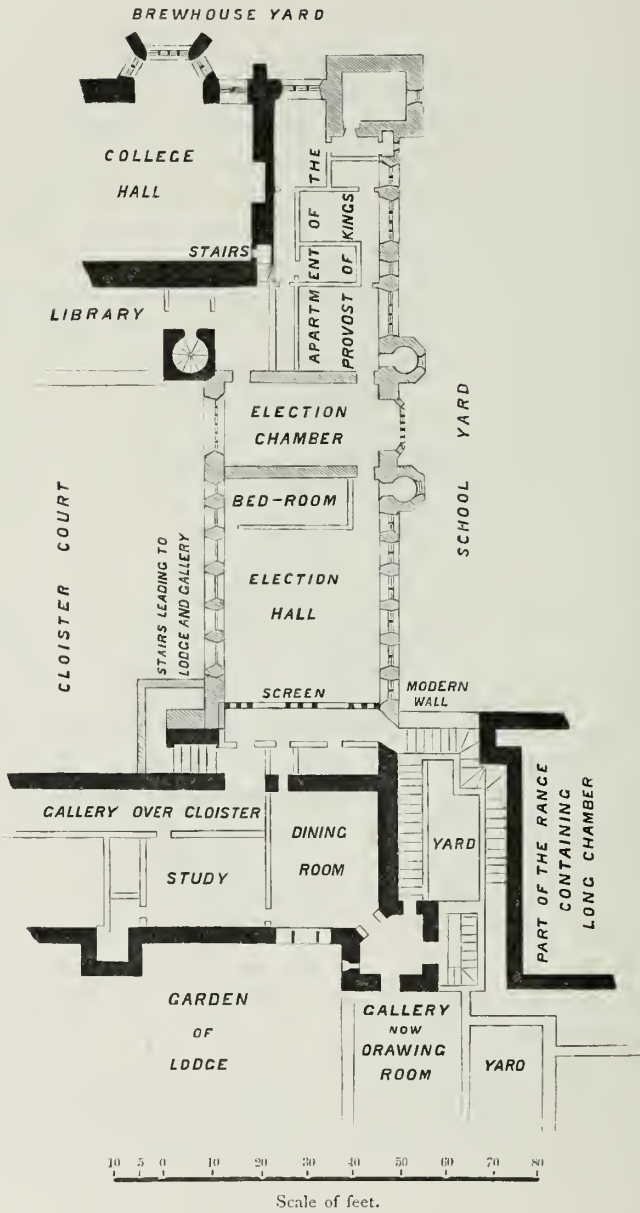 BREWHOUSE YARD
COLLEGE
HALL
STAIRS
LIBRARY
APARTMENT OF THE
PROVOST OF KINGS
ELECTION
CHAMBER
BED-ROOM
ELECTION
HALL
SCHOOL YARD
CLOISTER COURT
STAIRS LEADING TO
LODGE AND GALLERY
SCREEN
MODERN
WALL
GALLERY OVER CLOISTER
DINING
ROOM
STUDY
YARD
PART OF THE RANGE
CONTAINING
LONG CHAMBER
GARDEN
OF
LODGE
GALLERY
NOW
DRAWING
ROOM
YARD
10 5 0 10 20 30 40 50 60 70 80
Scale of feet.